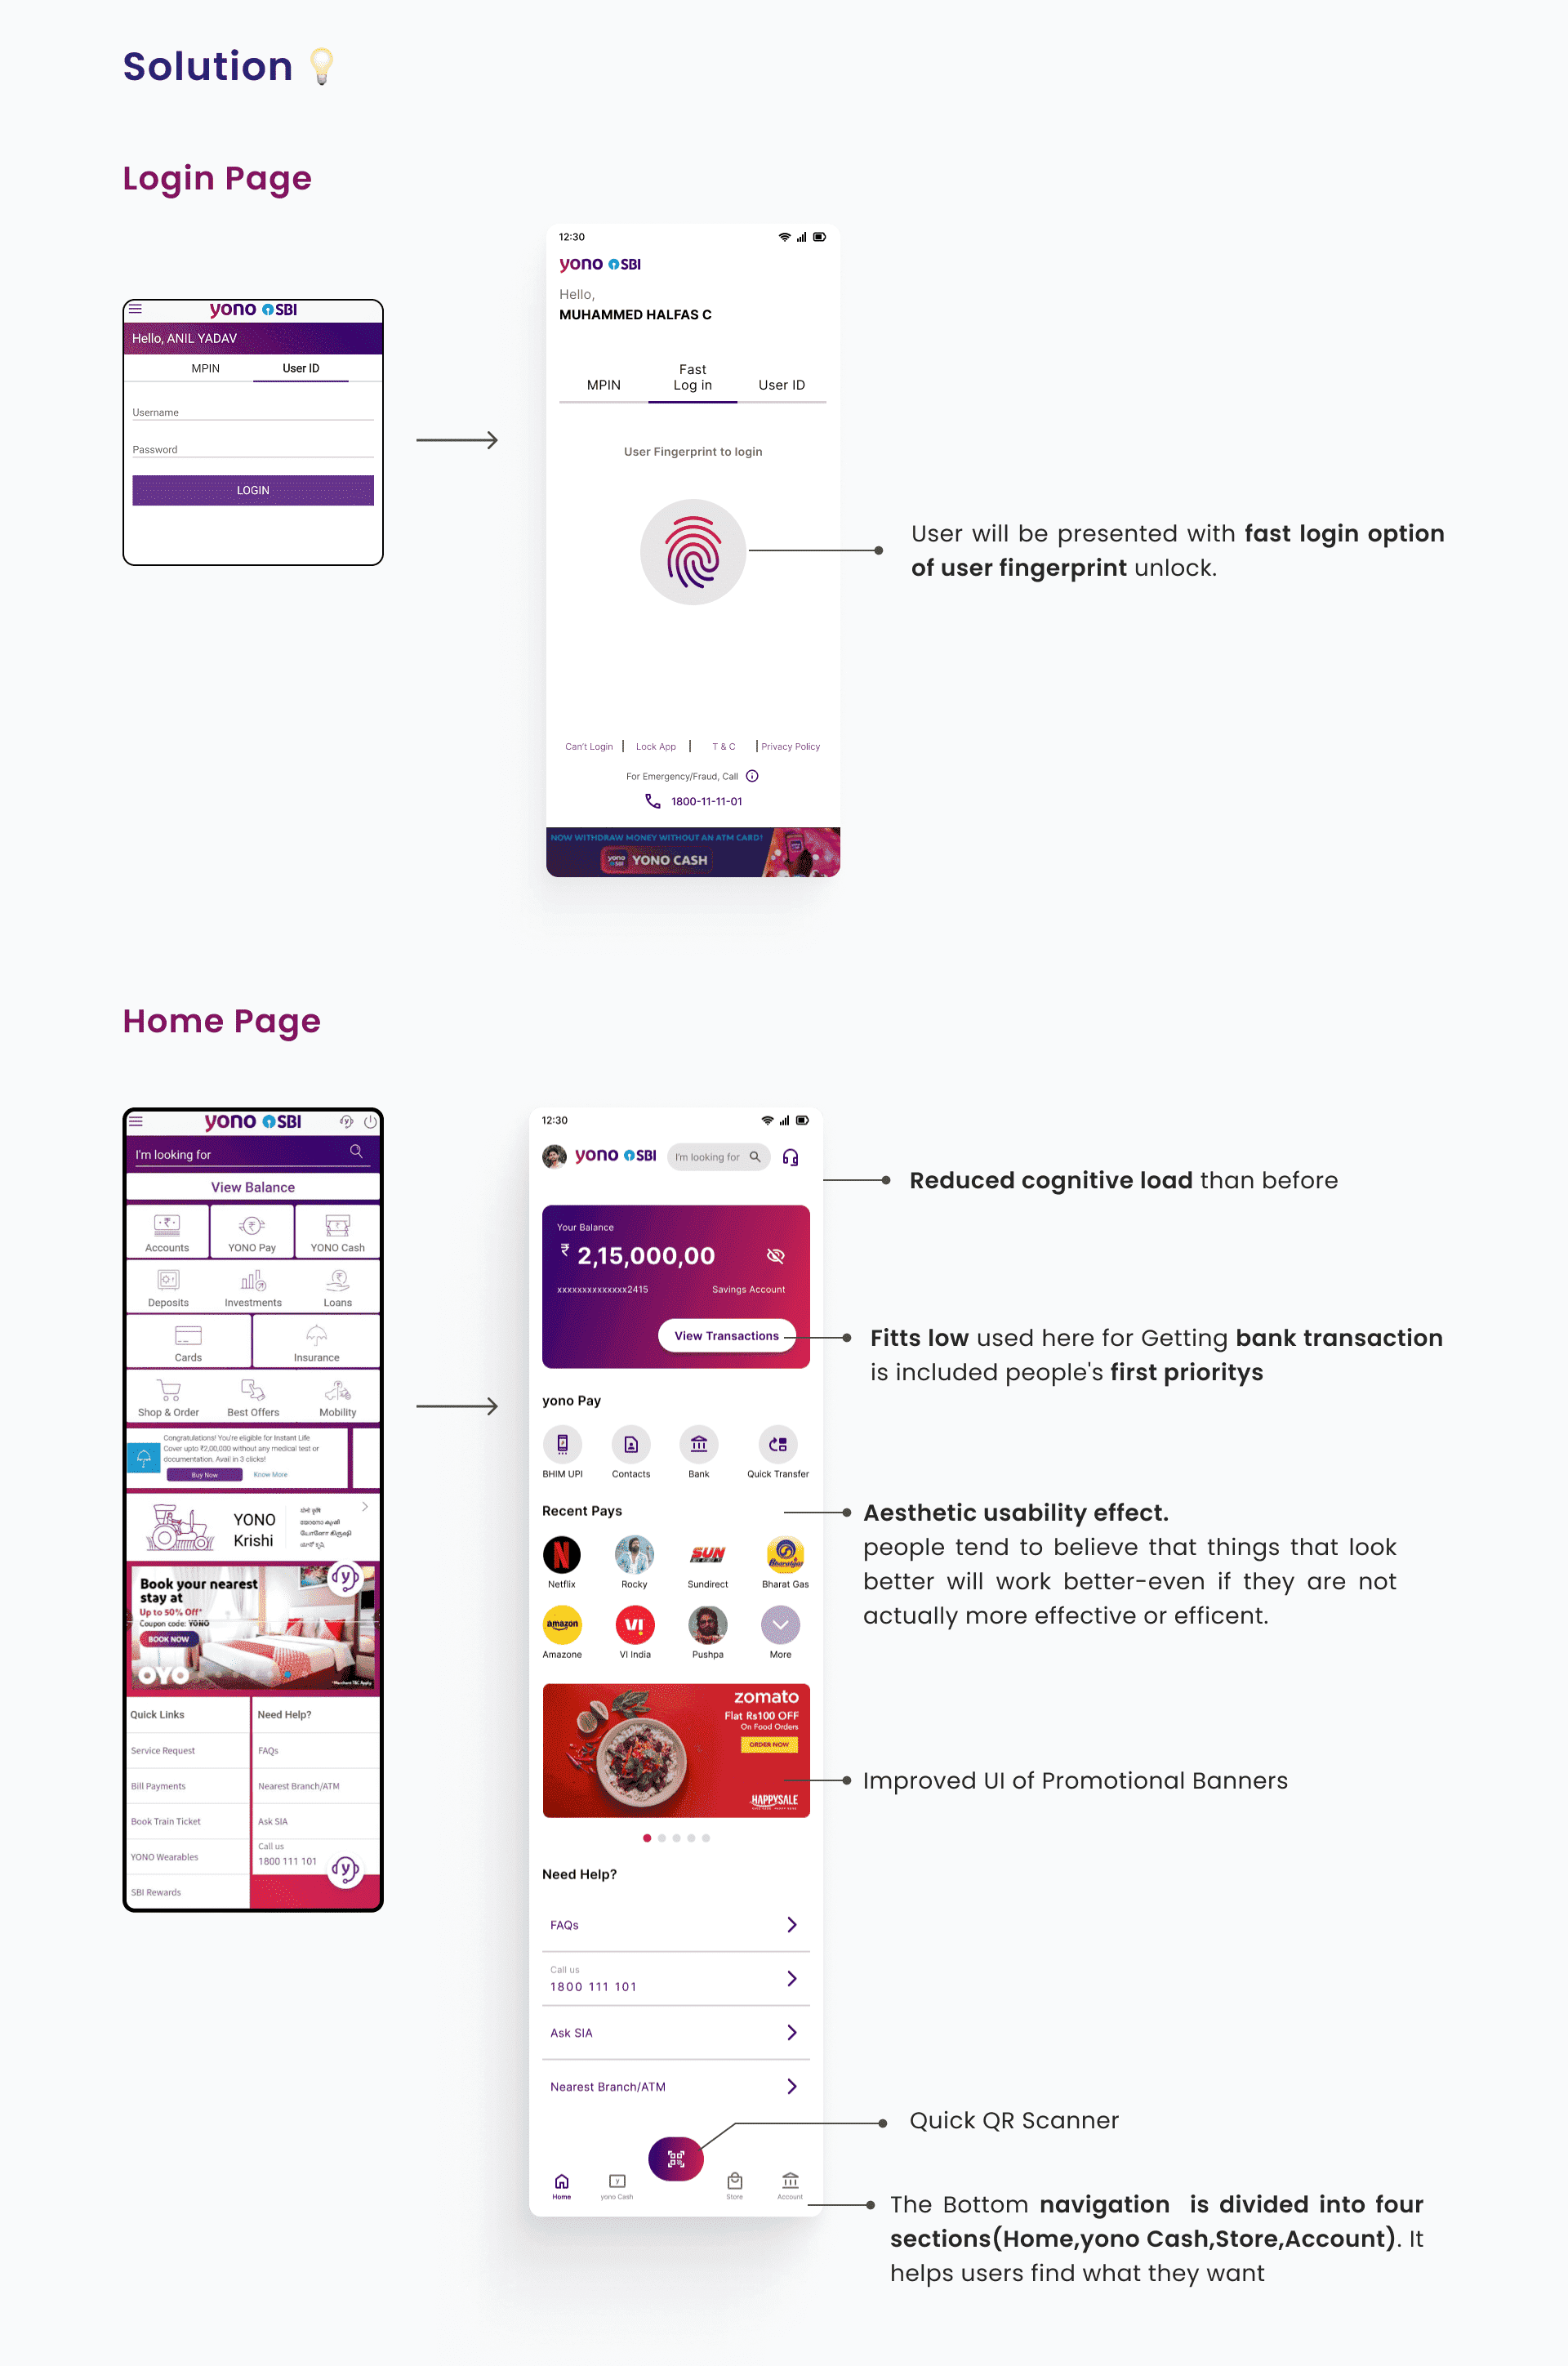 Solution
Login Page
yono SBI
Hello, ANIL YADAV
MPIN
User ID
Username
Password
LOGIN
12:30
yono SBI
Hello,
MUHAMMED HALFAS C
MPIN
Fast
Log in
User ID
User Fingerprint to login
User will be presented with fast login option
of user fingerprint unlock.
Can't Login | Lock App | T & C | Privacy Policy
For Emergency/Fraud, Call
1800-11-11-01
NOW WITHDRAW MONEY WITHOUT AN ATM CARD!
yono SBI YONO CASH
Home Page
yono SBI
I'm looking for
View Balance
Accounts
YONO Pay
YONO Cash
Deposits
Investments
Loans
Cards
Insurance
Shop & Order
Best Offers
Mobility
Congratulations! You're eligible for Instant Life
Cover upto ₹2,00,000 without any medical test or
documentation. Avail in 3 clicks!
Buy Now
Know More
YONO
Krishi
Book your nearest
stay at
Up to 50% Off*
Coupon code: YONO
BOOK NOW
OYO
*Merchant T&C Apply
Quick Links
Service Request
Bill Payments
Book Train Ticket
YONO Wearables
SBI Rewards
Need Help?
FAQs
Nearest Branch/ATM
Ask SIA
Call us
1800 111 101
12:30
yono SBI
I'm looking for
Your Balance
₹ 2,15,000,00
xxxxxxxxxxxxxx2415
Savings Account
View Transactions
yono Pay
BHIM UPI
Contacts
Bank
Quick Transfer
Recent Pays
Netflix
Rocky
SUN
Sundirect
Bharatgas
Bharat Gas
amazon
Amazone
VI!
VI India
Pushpa
More
zomato
Flat Rs100 OFF
On Food Orders
ORDER NOW
HAPPYSALE
Need Help?
FAQs
Call us
1800 111 101
Ask SIA
Nearest Branch/ATM
Home
yono Cash
Store
Account
Reduced cognitive load than before
Fitts low used here for Getting bank transaction
is included people's first prioritys
Aesthetic usability effect.
people tend to believe that things that look
better will work better-even if they are not
actually more effective or efficent.
Improved UI of Promotional Banners
Quick QR Scanner
The Bottom navigation is divided into four
sections(Home,yono Cash,Store,Account). It
helps users find what they want